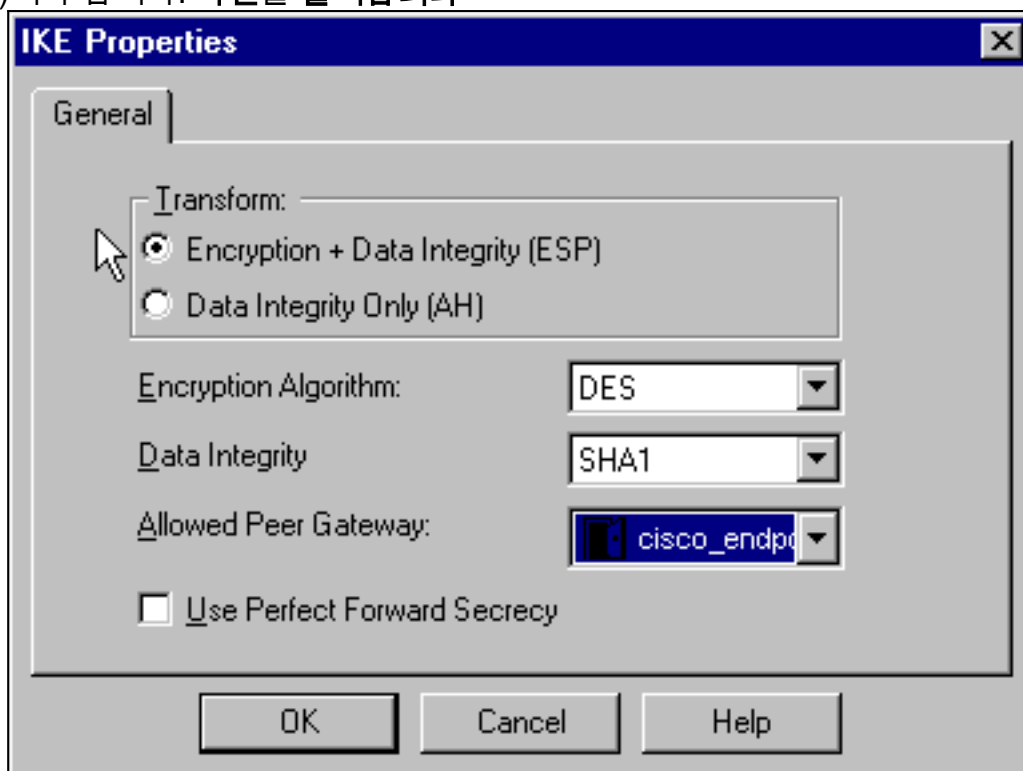 IKE Properties
General
Transform:
Encryption + Data Integrity (ESP)
Data Integrity Only (AH)
Encryption Algorithm:
DES
Data Integrity
SHA1
Allowed Peer Gateway:
Use Perfect Forward Secrecy
OK
Cancel
Help